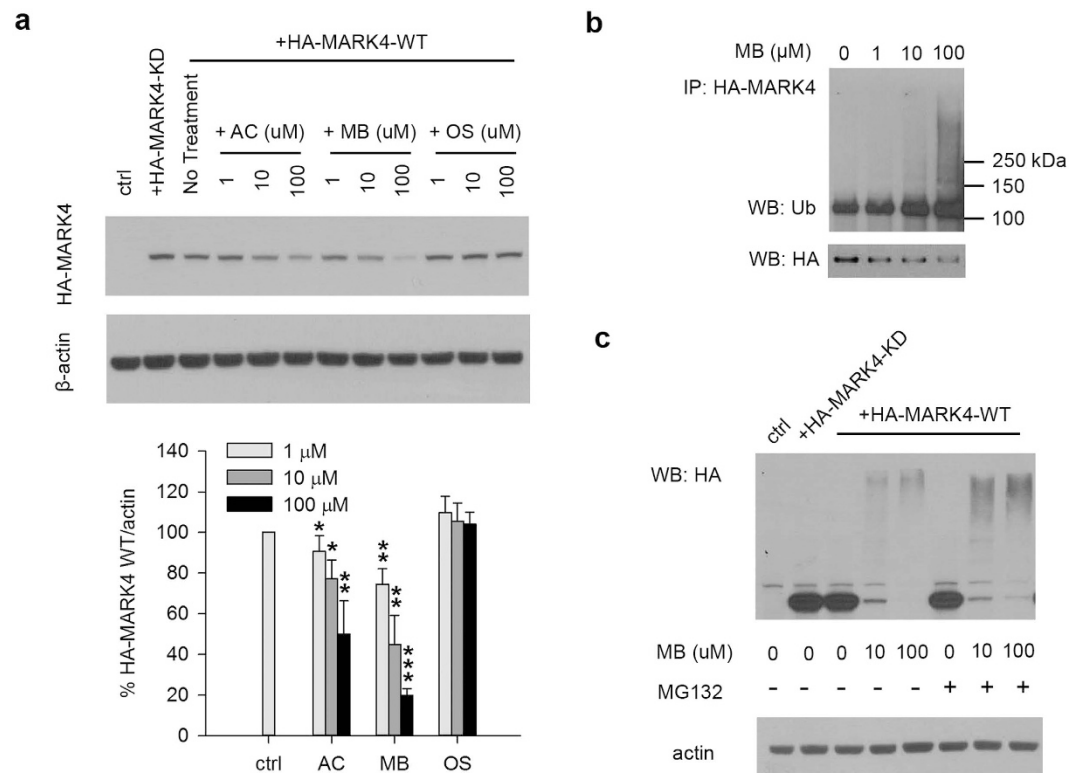 a
+HA-MARK4-WT
ctrl
+HA-MARK4-KD
No Treatment
+ AC (uM)
+ MB (uM)
+ OS (uM)
1
10
100
1
10
100
1
10
100
HA-MARK4
β-actin
% HA-MARK4 WT/actin
140
120
100
80
60
40
20
0
1 μM
10 μM
100 μM
*
*
**
**
**
***
ctrl AC MB OS
b
MB (μM) 0 1 10 100
IP: HA-MARK4
250 kDa
150
WB: Ub
100
WB: HA
c
ctrl
+HA-MARK4-KD
+HA-MARK4-WT
WB: HA
MB (uM) 0 0 0 10 100 0 10 100
MG132 - - - - - + + +
actin